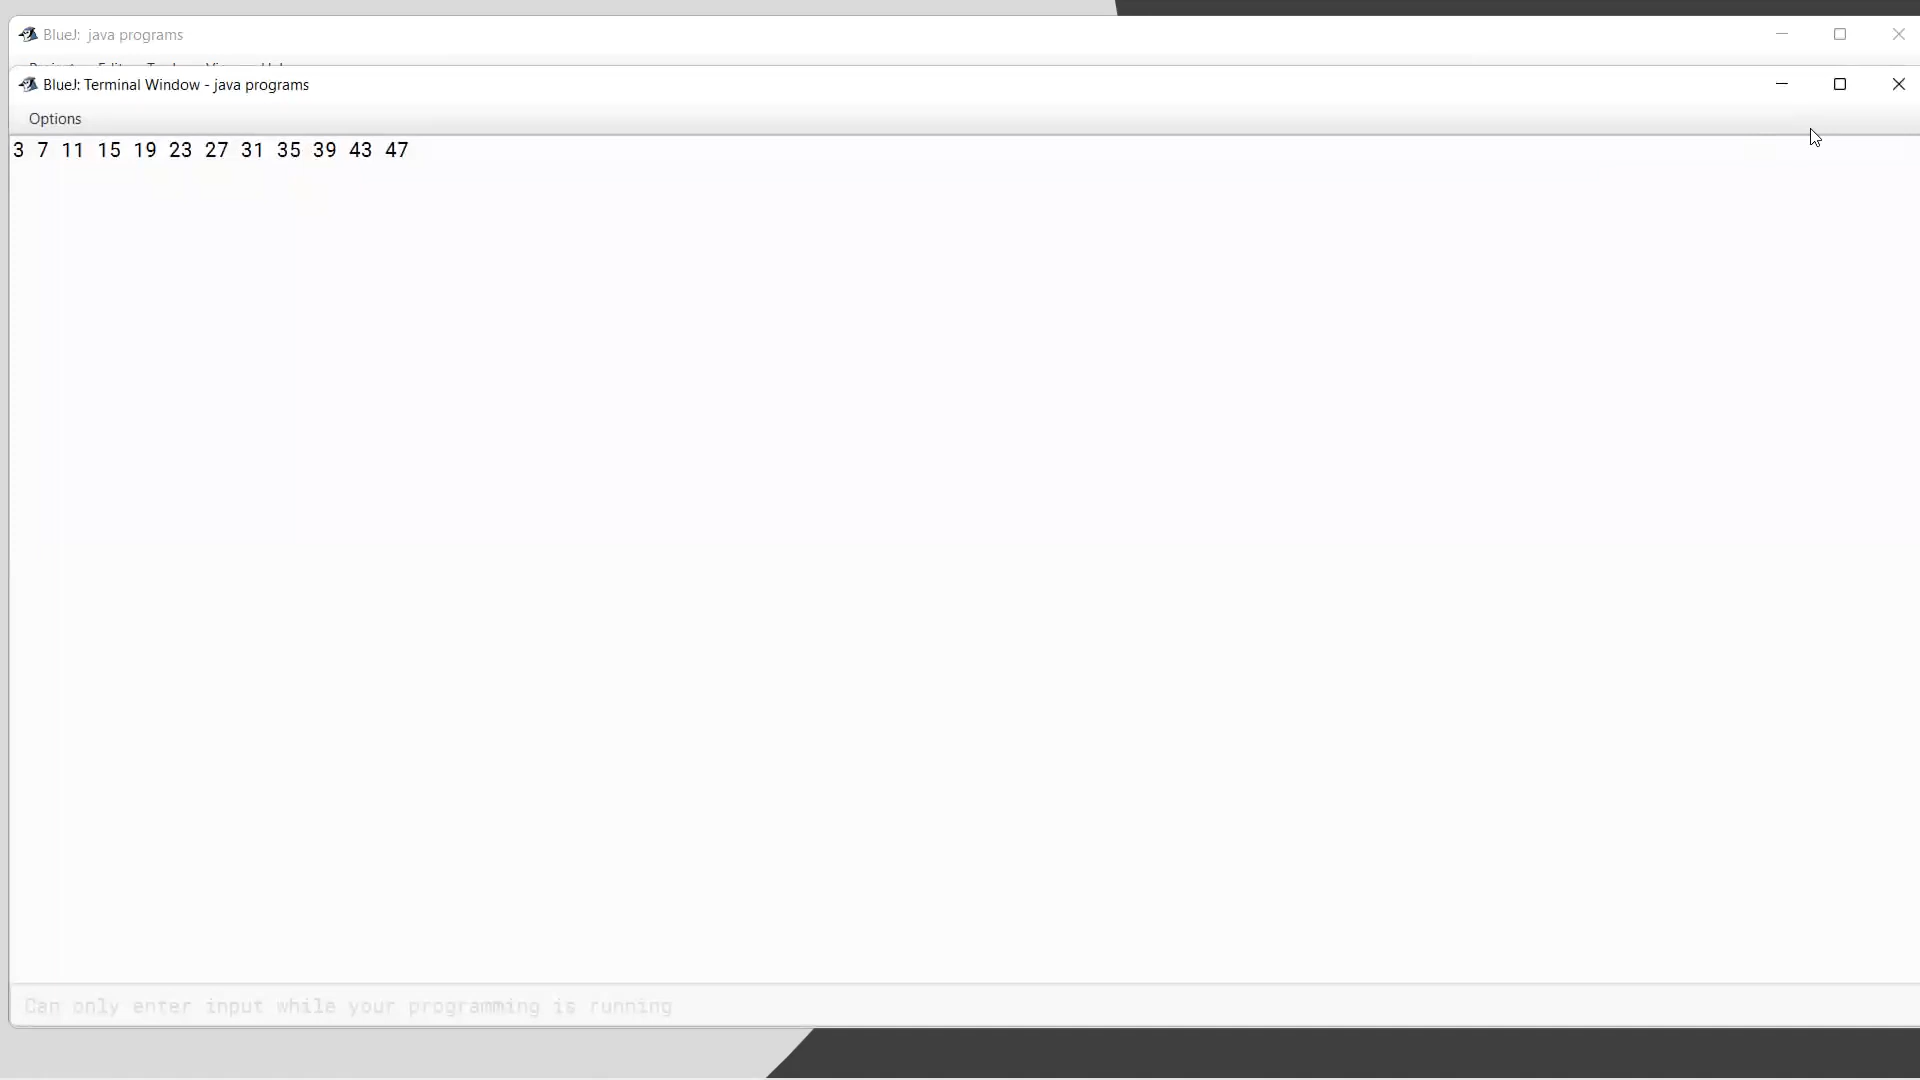 BlueJ: java programs
BlueJ: Terminal Window - java programs
Options
3 7 11 15 19 23 27 31 35 39 43 47
Can only enter input while your programming is running